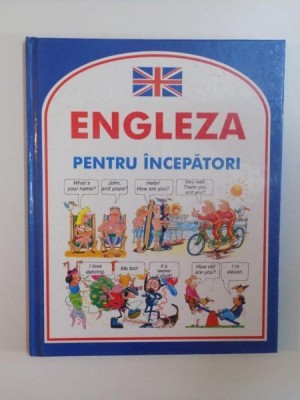 ENGLEZA
PENTRU ÎNCEPĂTORI
What's
your name?
John,
and yours?
Hello!
How are you?
Very well.
Thank you,
and you?
I love
dancing.
Me too!
It's
How old
are you?
I'm
eleven.